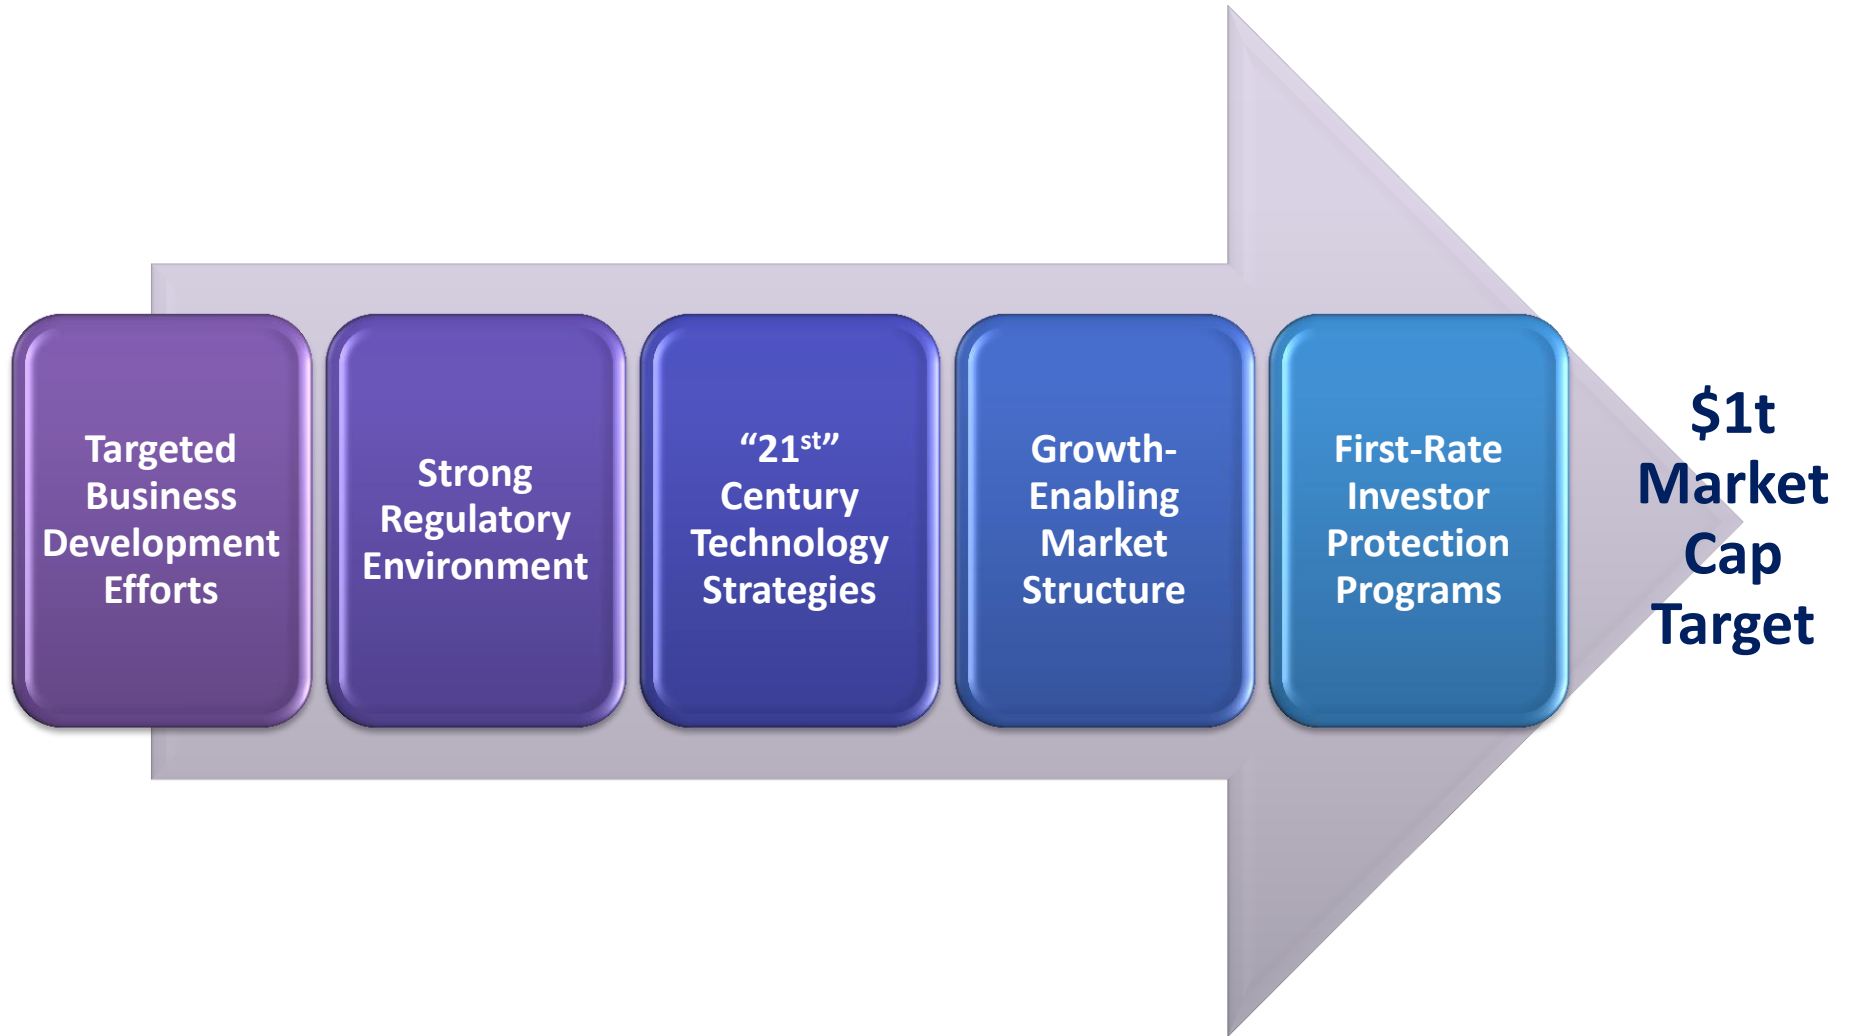 Targeted
Business
Development
Efforts
Strong
Regulatory
Environment
“21st”
Century
Technology
Strategies
Growth-
Enabling
Market
Structure
First-Rate
Investor
Protection
Programs
$1t
Market
Cap
Target